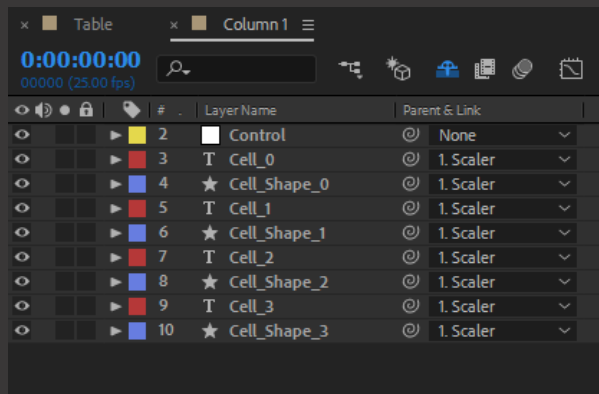 × Table × Column 1
0:00:00:00
00000 (25.00 fps)
# . Layer Name Parent & Link
2 Control None
3 T Cell_0 1. Scaler
4 Cell_Shape_0 1. Scaler
5 T Cell_1 1. Scaler
6 Cell_Shape_1 1. Scaler
7 T Cell_2 1. Scaler
8 Cell_Shape_2 1. Scaler
9 T Cell_3 1. Scaler
10 Cell_Shape_3 1. Scaler